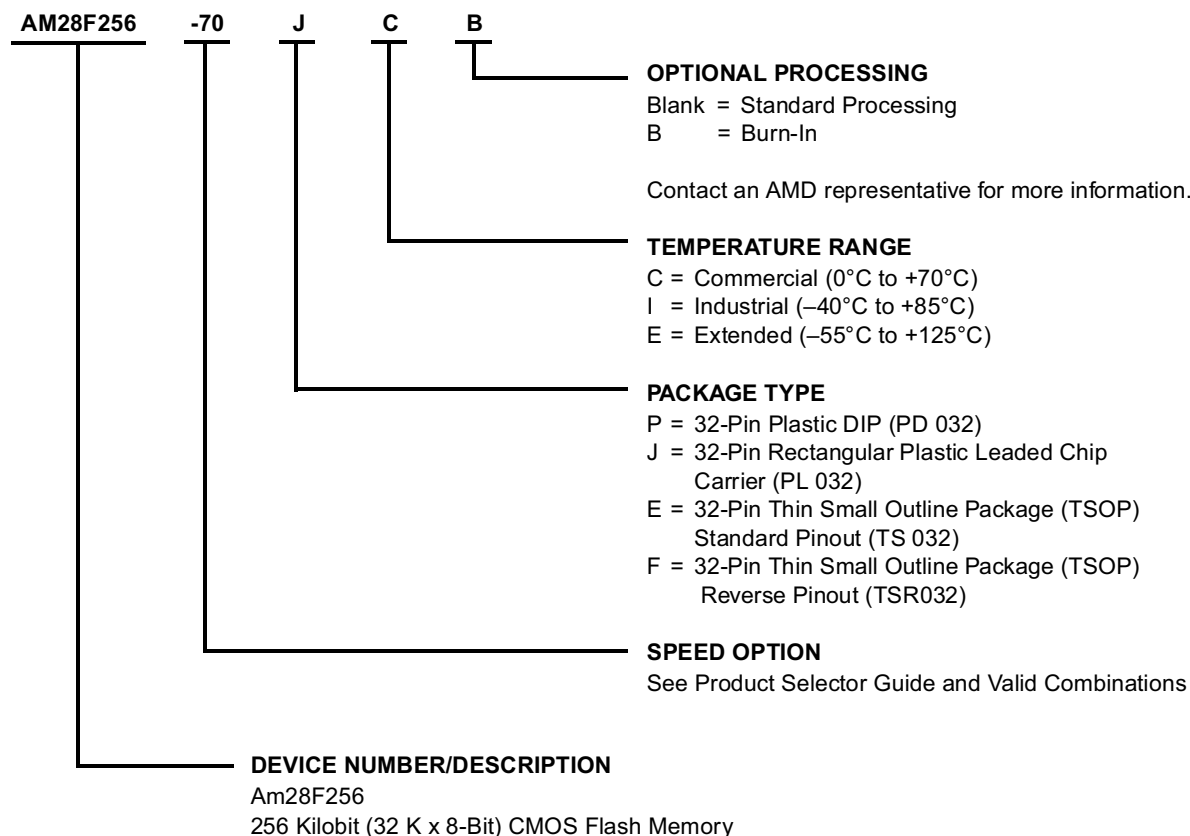 AM28F256 -70 J C B
OPTIONAL PROCESSING
Blank = Standard Processing
B = Burn-In
Contact an AMD representative for more information.
TEMPERATURE RANGE
C = Commercial (0°C to +70°C)
I = Industrial (–40°C to +85°C)
E = Extended (–55°C to +125°C)
PACKAGE TYPE
P = 32-Pin Plastic DIP (PD 032)
J = 32-Pin Rectangular Plastic Leaded Chip
Carrier (PL 032)
E = 32-Pin Thin Small Outline Package (TSOP)
Standard Pinout (TS 032)
F = 32-Pin Thin Small Outline Package (TSOP)
Reverse Pinout (TSR032)
SPEED OPTION
See Product Selector Guide and Valid Combinations
DEVICE NUMBER/DESCRIPTION
Am28F256
256 Kilobit (32 K x 8-Bit) CMOS Flash Memory